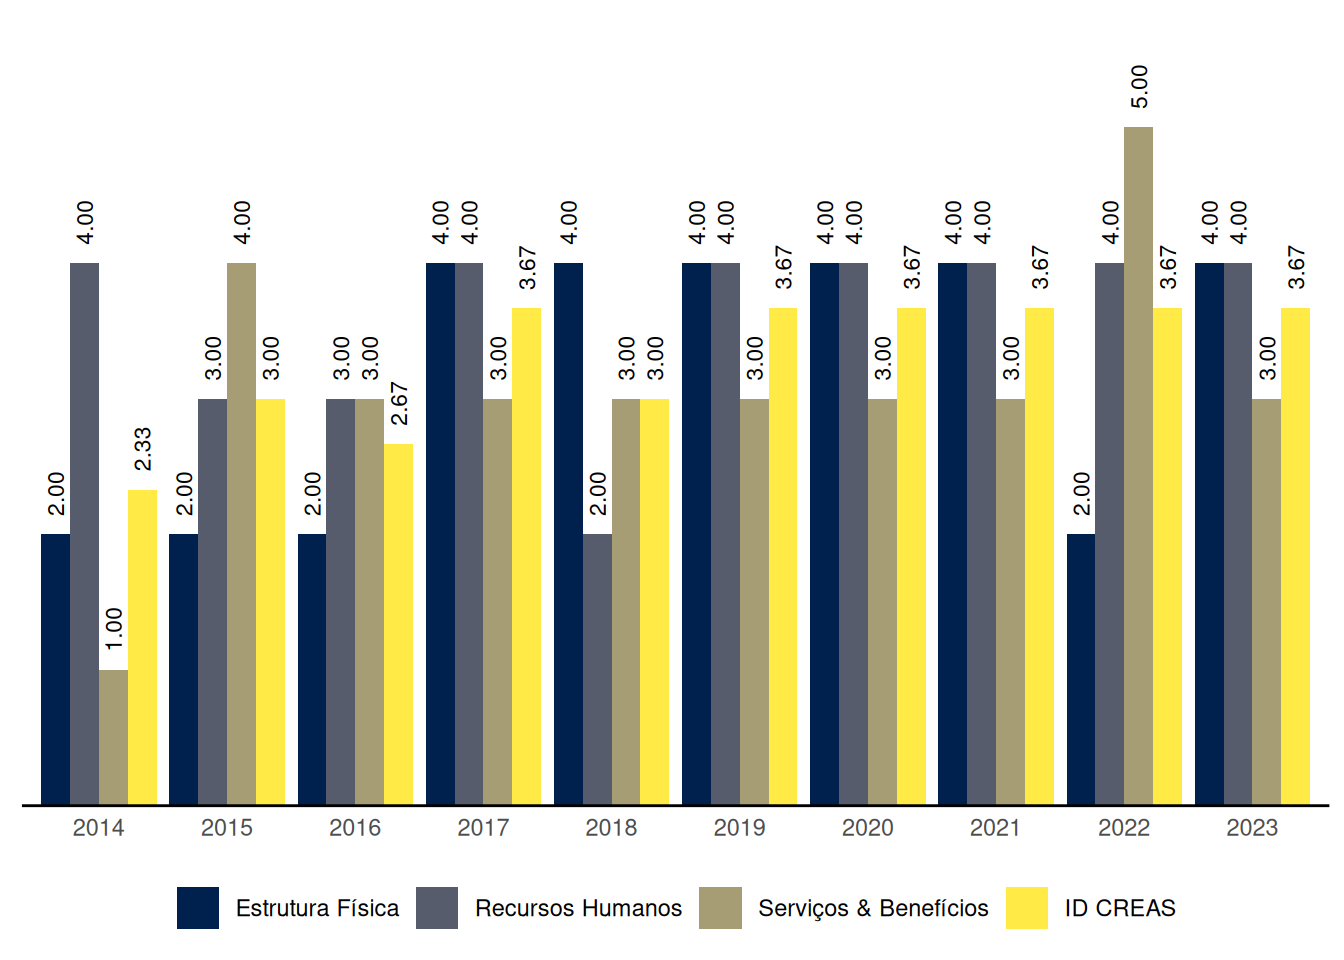 5.00
4.00 4.00 4.00 4.00 4.00 4.00 4.00 4.00 4.00 4.00 4.00 4.00 4.00 4.00
3.67 3.67 3.67 3.67 3.67 3.67
3.00 3.00 3.00 3.00 3.00 3.00 3.00 3.00 3.00 3.00 3.00 3.00
2.67
2.33
2.00 2.00 2.00 2.00 2.00
1.00
2014 2015 2016 2017 2018 2019 2020 2021 2022 2023
Estrutura Física Recursos Humanos Serviços & Benefícios ID CREAS